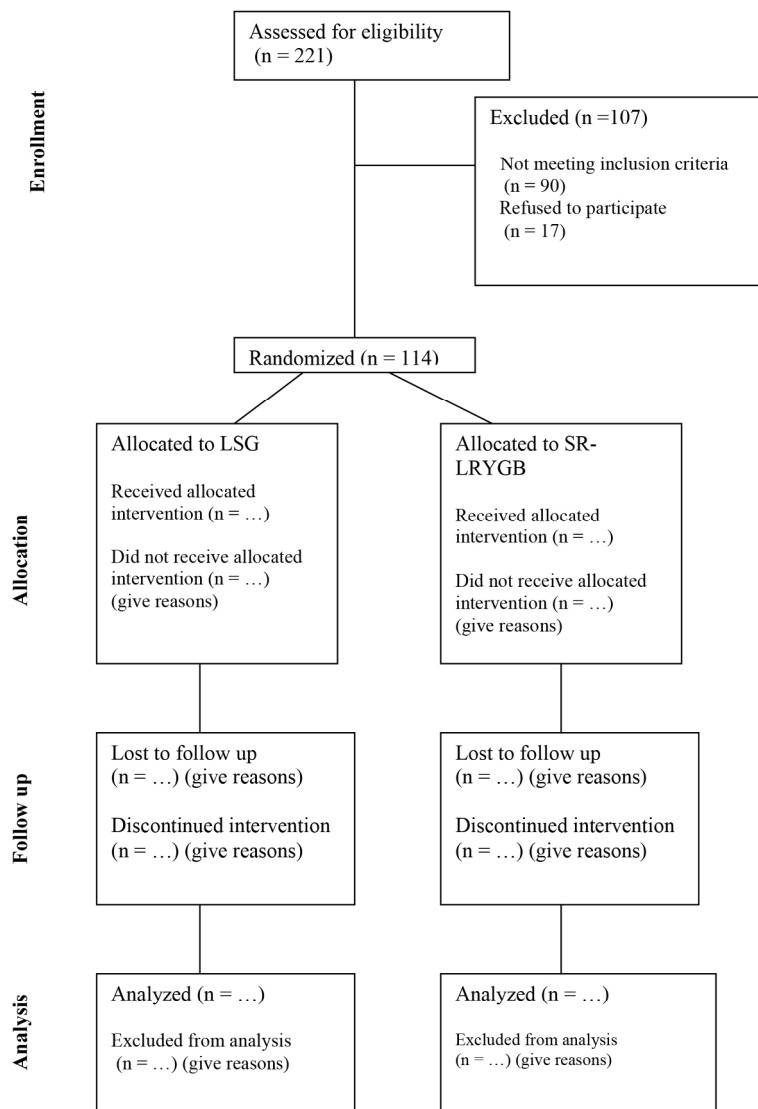 Assessed for eligibility
(n = 221)
Enrollment
Excluded (n =107)
Not meeting inclusion criteria
(n = 90)
Refused to participate
(n = 17)
Randomized (n = 114)
Allocation
Allocated to LSG
Received allocated
intervention (n = …)
Did not receive allocated
intervention (n = …)
(give reasons)
Allocated to SR-
LRYGB
Received allocated
intervention (n = …)
Did not receive allocated
intervention (n = …)
(give reasons)
Follow up
Lost to follow up
(n = …) (give reasons)
Discontinued intervention
(n = …) (give reasons)
Lost to follow up
(n = …) (give reasons)
Discontinued intervention
(n = …) (give reasons)
Analysis
Analyzed (n = …)
Excluded from analysis
(n = …) (give reasons)
Analyzed (n = …)
Excluded from analysis
(n = …) (give reasons)